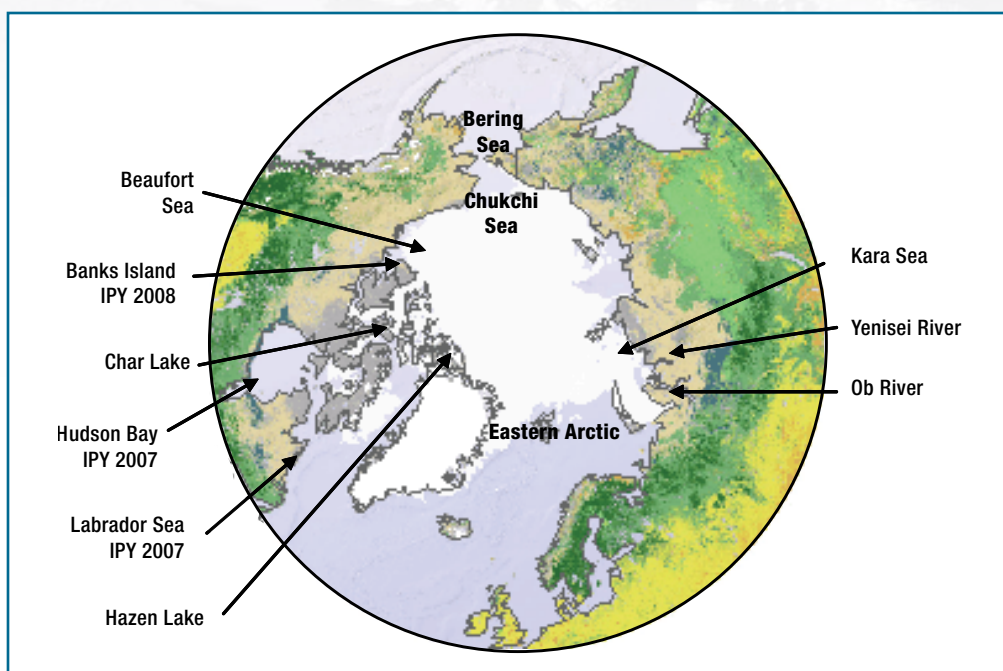 Bering
Sea
Beaufort
Sea
Chukchi
Sea
Kara Sea
Banks Island
IPY 2008
Yenisei River
Char Lake
Ob River
Hudson Bay
IPY 2007
Eastern Arctic
Labrador Sea
IPY 2007
Hazen Lake